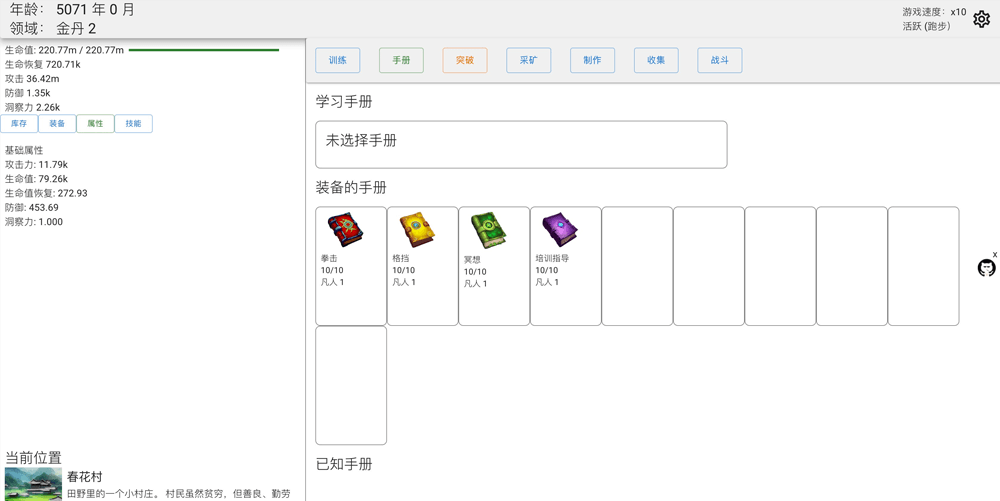 年龄： 5071 年 0 月
领域： 金丹 2
游戏速度：x10
活跃 (跑步)
生命值: 220.77m / 220.77m
生命恢复 720.71k
攻击 36.42m
防御 1.35k
洞察力 2.26k
库存 装备 属性 技能
基础属性
攻击力: 11.79k
生命值: 79.26k
生命值恢复: 272.93
防御: 453.69
洞察力: 1.000
当前位置
春花村
田野里的一个小村庄。 村民虽然贫穷，但善良、勤劳
训练 手册 突破 采矿 制作 收集 战斗
学习手册
未选择手册
装备的手册
拳击
10/10
凡人 1
格挡
10/10
凡人 1
冥想
10/10
凡人 1
培训指导
10/10
凡人 1
已知手册
x